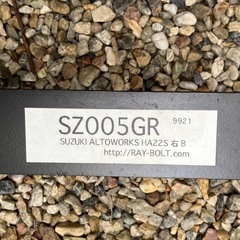 SZ005GR 9921
SUZUKI ALTOWORKS HA22S 右 B
http://RAY-BOLT.com